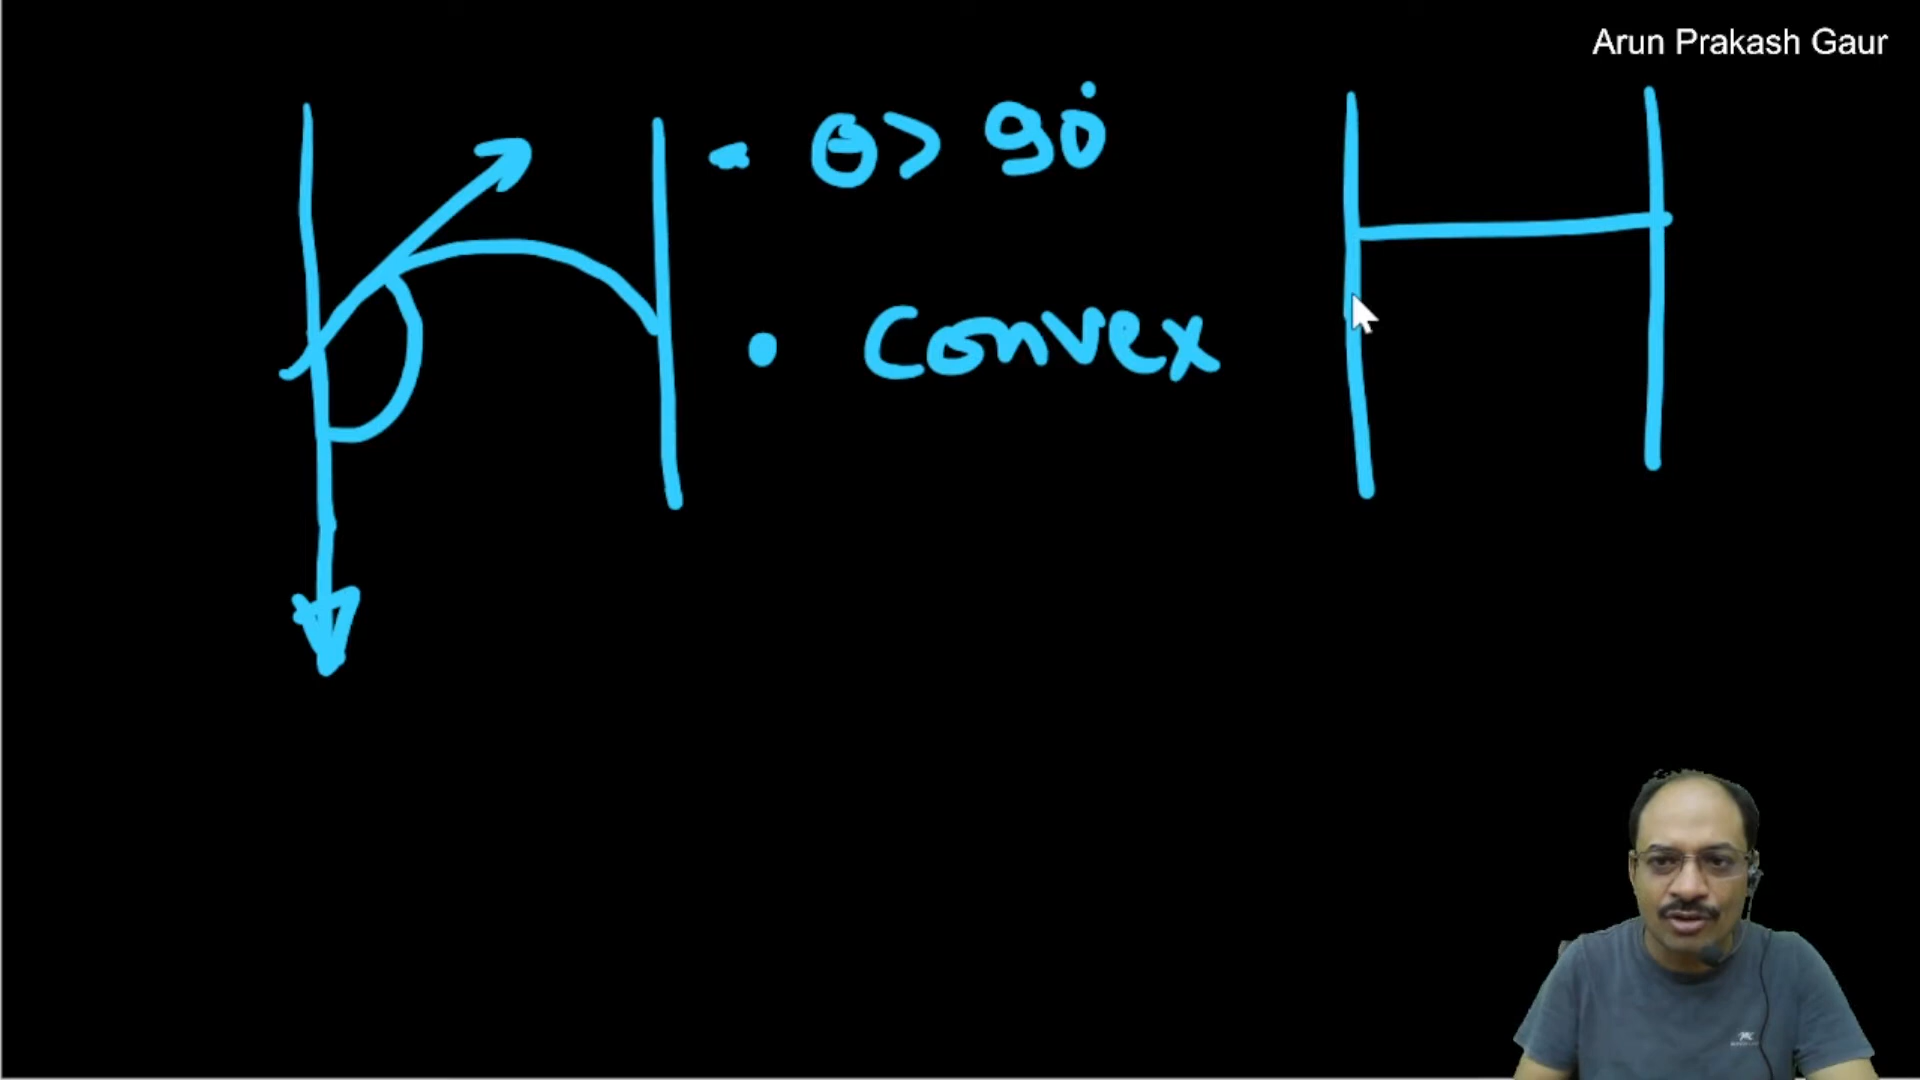 Arun Prakash Gaur
- θ > 90°
• Convex